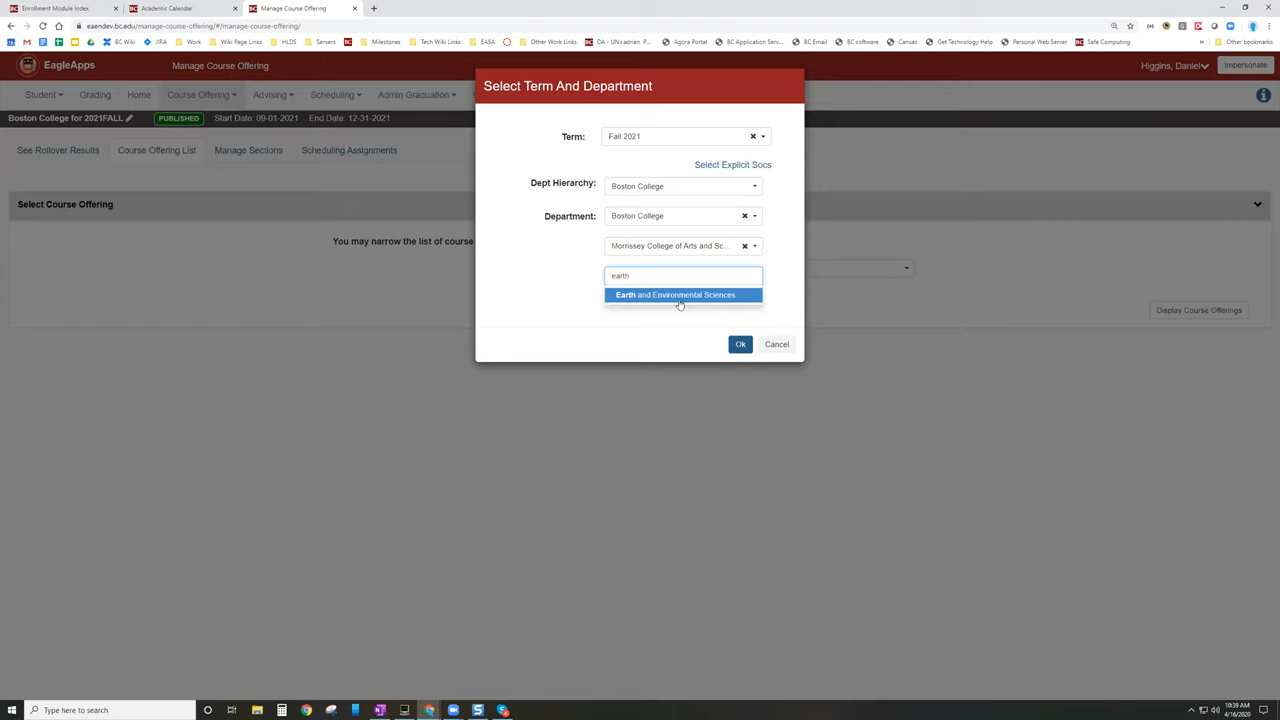 Enrollment Module Index
Academic Calendar
Manage Course Offering
eaendev.bc.edu/manage-course-offering/#/manage-course-offering/
BC Wiki
JIRA
Work
Wiki Page Links
HLDS
Servers
Milestones
Tech Wiki Links
EASA
Other Work Links
Agora Portal
BC Application Serv...
BC Email
BC software
Canvas
Get Technology Help
Personal Web Server
Safe Computing
Other bookmarks
EagleApps
Manage Course Offering
Higgins, Daniel
Impersonate
Student
Grading
Home
Course Offering
Advising
Scheduling
Admin Graduation
Boston College for 2021FALL
PUBLISHED
Start Date: 09-01-2021
End Date: 12-31-2021
See Rollover Results
Course Offering List
Manage Sections
Scheduling Assignments
Select Course Offering
You may narrow the list of course
Display Course Offerings
Select Term And Department
Term:
Fall 2021
Select Explicit Socs
Dept Hierarchy:
Boston College
Department:
Boston College
Morrissey College of Arts and Sc...
earth
Earth and Environmental Sciences
Ok
Cancel
Type here to search
10:39 AM
4/16/2020